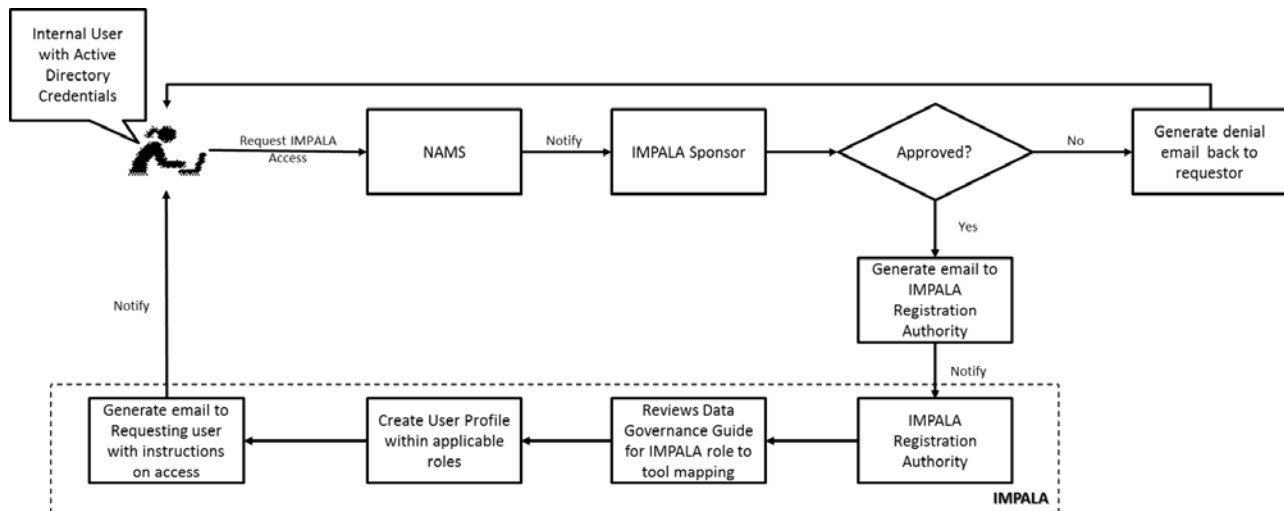 Internal User
with Active
Directory
Credentials
Request IMPALA
Access
NAMS
Notify
IMPALA Sponsor
Approved?
No
Generate denial
email back to
requestor
Yes
Generate email to
IMPALA
Registration
Authority
Notify
Notify
Generate email to
Requesting user
with instructions
on access
Create User Profile
within applicable
roles
Reviews Data
Governance Guide
for IMPALA role to
tool mapping
IMPALA
Registration
Authority
IMPALA